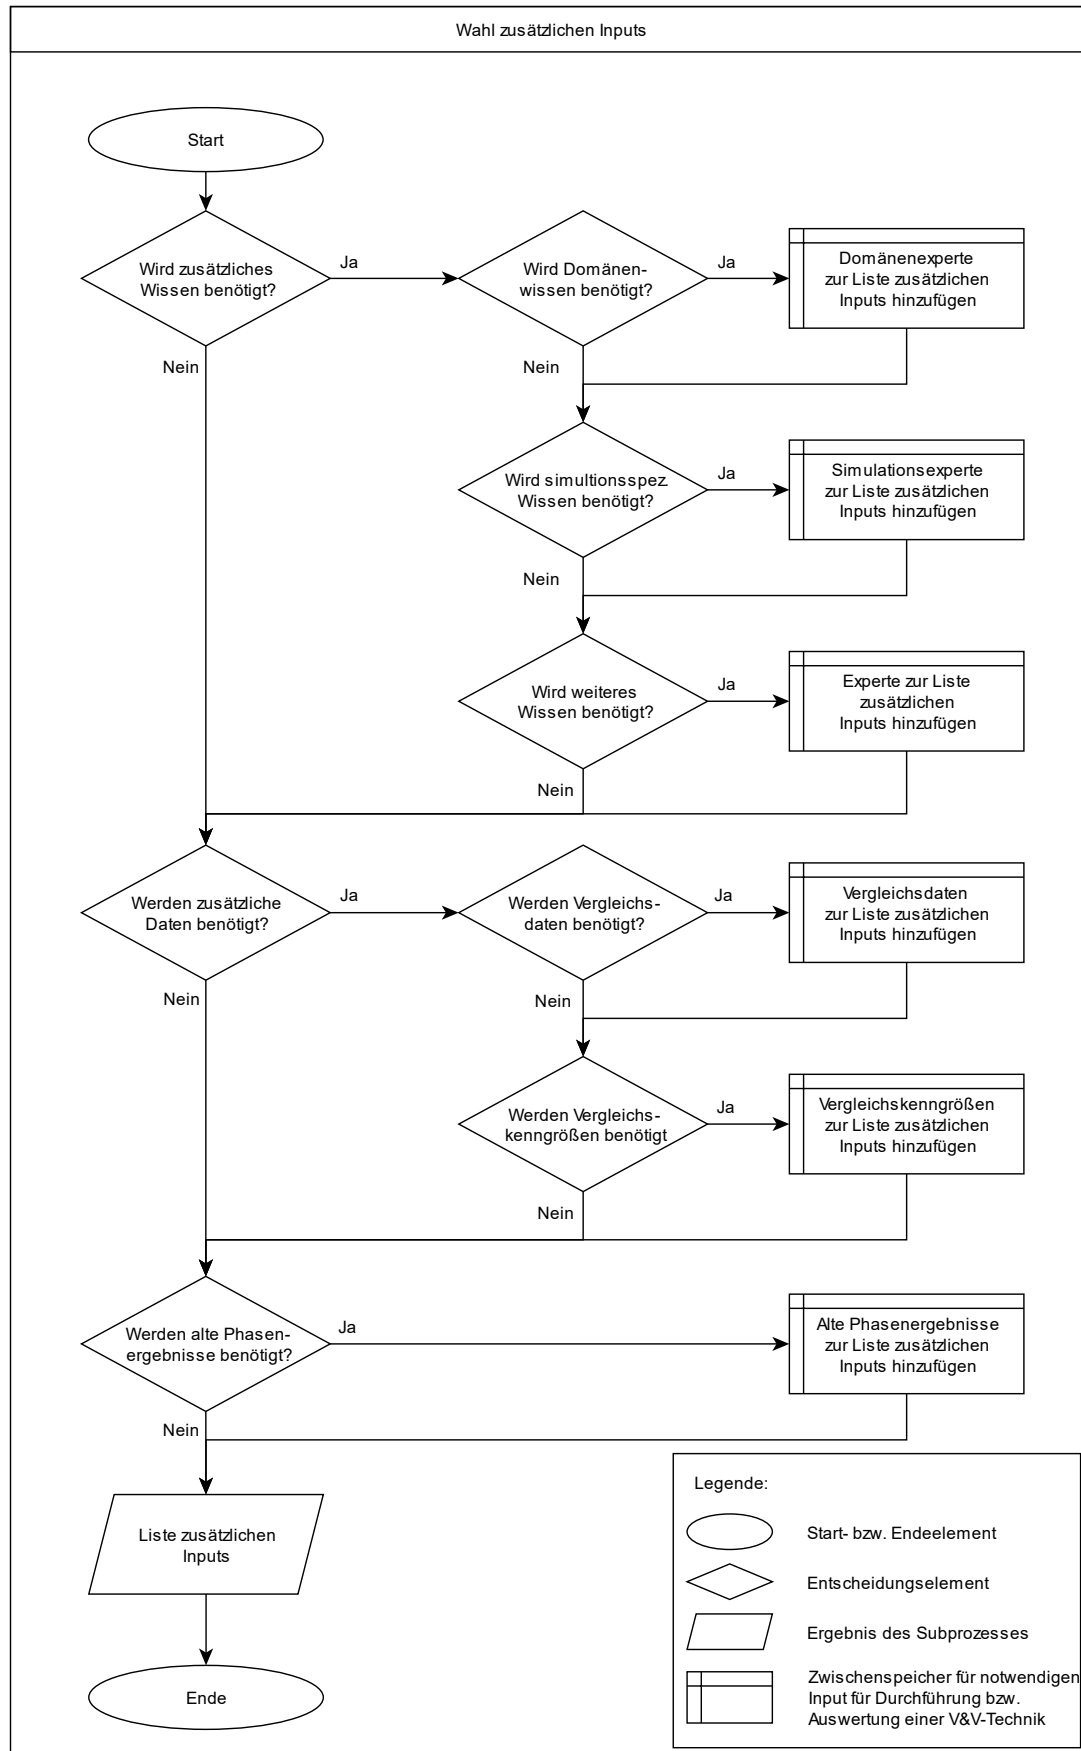 Wahl zusätzlichen Inputs
Start
Wird zusätzliches
Wissen benötigt?
Ja
Wird Domänen-
wissen benötigt?
Ja
Domänenexperte
zur Liste zusätzlichen
Inputs hinzufügen
Nein
Nein
Wird simultionsspez.
Wissen benötigt?
Ja
Simulationsexperte
zur Liste zusätzlichen
Inputs hinzufügen
Nein
Wird weiteres
Wissen benötigt?
Ja
Experte zur Liste
zusätzlichen
Inputs hinzufügen
Nein
Werden zusätzliche
Daten benötigt?
Ja
Werden Vergleichs-
daten benötigt?
Ja
Vergleichsdaten
zur Liste zusätzlichen
Inputs hinzufügen
Nein
Nein
Werden Vergleichs-
kenngrößen benötigt
Ja
Vergleichskenngrößen
zur Liste zusätzlichen
Inputs hinzufügen
Nein
Werden alte Phasen-
ergebnisse benötigt?
Ja
Alte Phasenergebnisse
zur Liste zusätzlichen
Inputs hinzufügen
Nein
Liste zusätzlichen
Inputs
Ende
Legende:
Start- bzw. Endeelement
Entscheidungselement
Ergebnis des Subprozesses
Zwischenspeicher für notwendigen
Input für Durchführung bzw.
Auswertung einer V&V-Technik